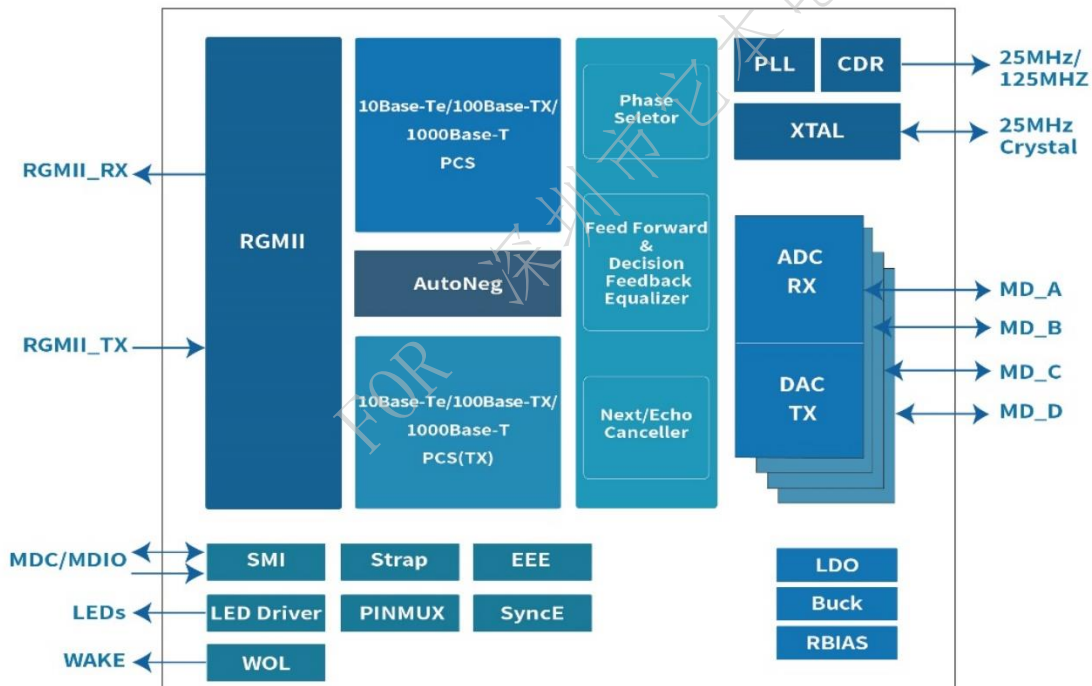 RGMII_RX
RGMII_TX
MDC/MDIO
LEDs
WAKE
RGMII
10Base-Te/100Base-TX/
1000Base-T
PCS
AutoNeg
10Base-Te/100Base-TX/
1000Base-T
PCS(TX)
Phase
Seletor
Feed Forward
&
Decision
Feedback
Equalizer
Next/Echo
Canceller
PLL
CDR
XTAL
25MHz/
125MHZ
25MHz
Crystal
ADC
RX
DAC
TX
MD_A
MD_B
MD_C
MD_D
SMI
Strap
EEE
LED Driver
PINMUX
SyncE
WOL
LDO
Buck
RBIAS
FOR 深圳市芯本